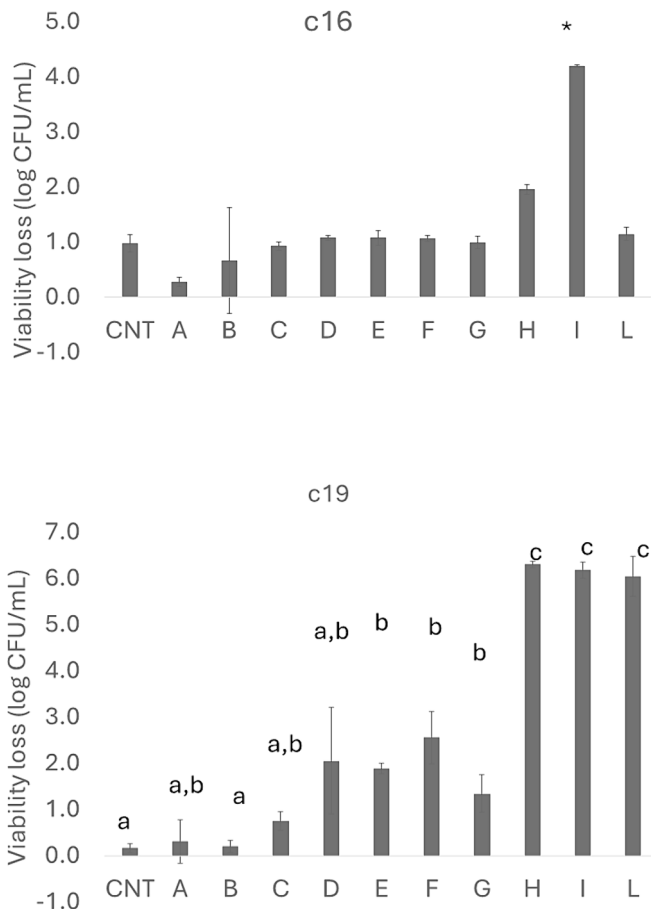 c16
Viability loss (log CFU/mL)
5.0
4.0
3.0
2.0
1.0
0.0
-1.0
*
CNT A B C D E F G H I L
c19
Viability loss (log CFU/mL)
7.0
6.0
5.0
4.0
3.0
2.0
1.0
0.0
-1.0
a a,b a a,b a,b b b b c c c
CNT A B C D E F G H I L